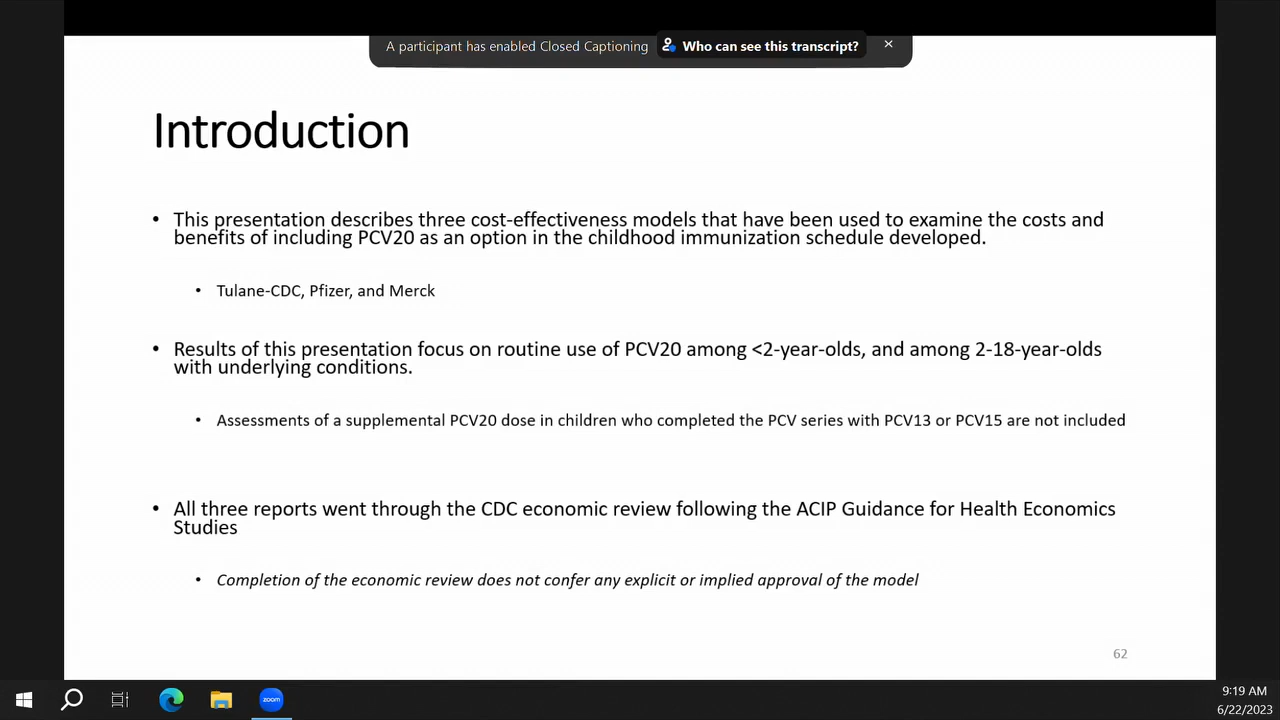 A participant has enabled Closed Captioning Who can see this transcript?
Introduction
• This presentation describes three cost-effectiveness models that have been used to examine the costs and
benefits of including PCV20 as an option in the childhood immunization schedule developed.
• Tulane-CDC, Pfizer, and Merck
• Results of this presentation focus on routine use of PCV20 among <2-year-olds, and among 2-18-year-olds
with underlying conditions.
• Assessments of a supplemental PCV20 dose in children who completed the PCV series with PCV13 or PCV15 are not included
• All three reports went through the CDC economic review following the ACIP Guidance for Health Economics
Studies
• Completion of the economic review does not confer any explicit or implied approval of the model
62
zoom
9:19 AM
6/22/2023